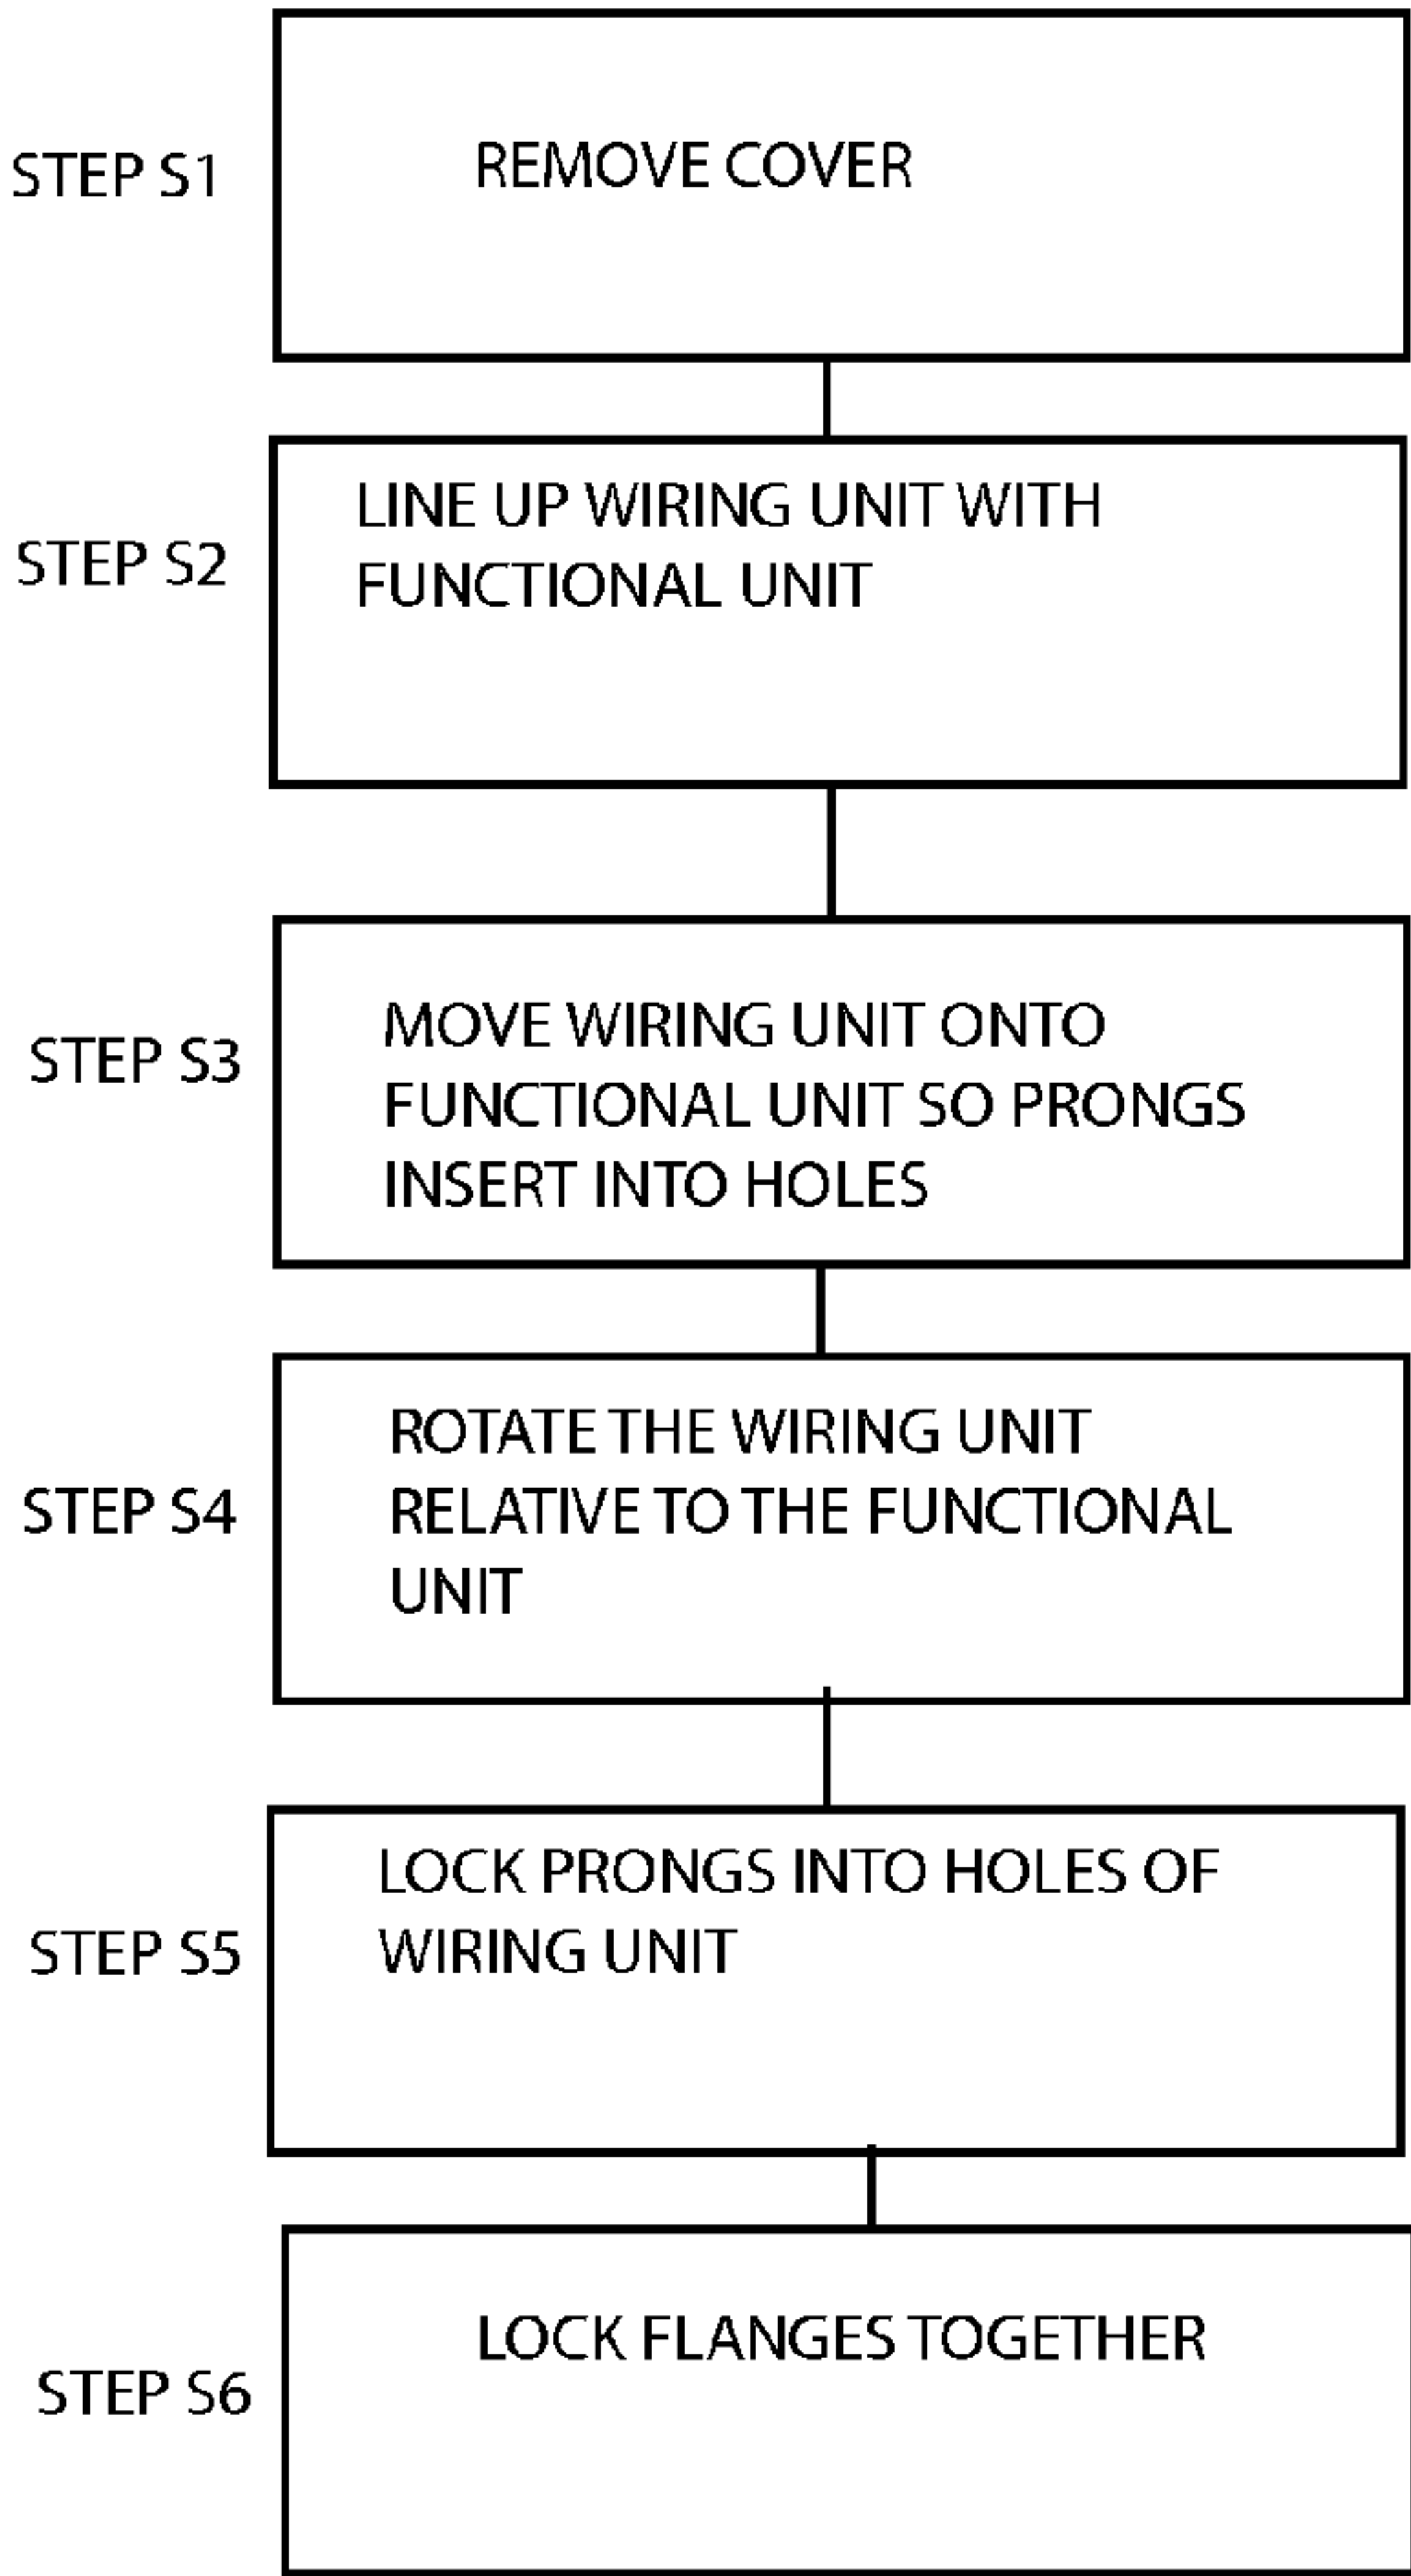 STEP S1
REMOVE COVER
STEP S2
LINE UP WIRING UNIT WITH
FUNCTIONAL UNIT
STEP S3
MOVE WIRING UNIT ONTO
FUNCTIONAL UNIT SO PRONGS
INSERT INTO HOLES
STEP S4
ROTATE THE WIRING UNIT
RELATIVE TO THE FUNCTIONAL
UNIT
STEP S5
LOCK PRONGS INTO HOLES OF
WIRING UNIT
STEP S6
LOCK FLANGES TOGETHER